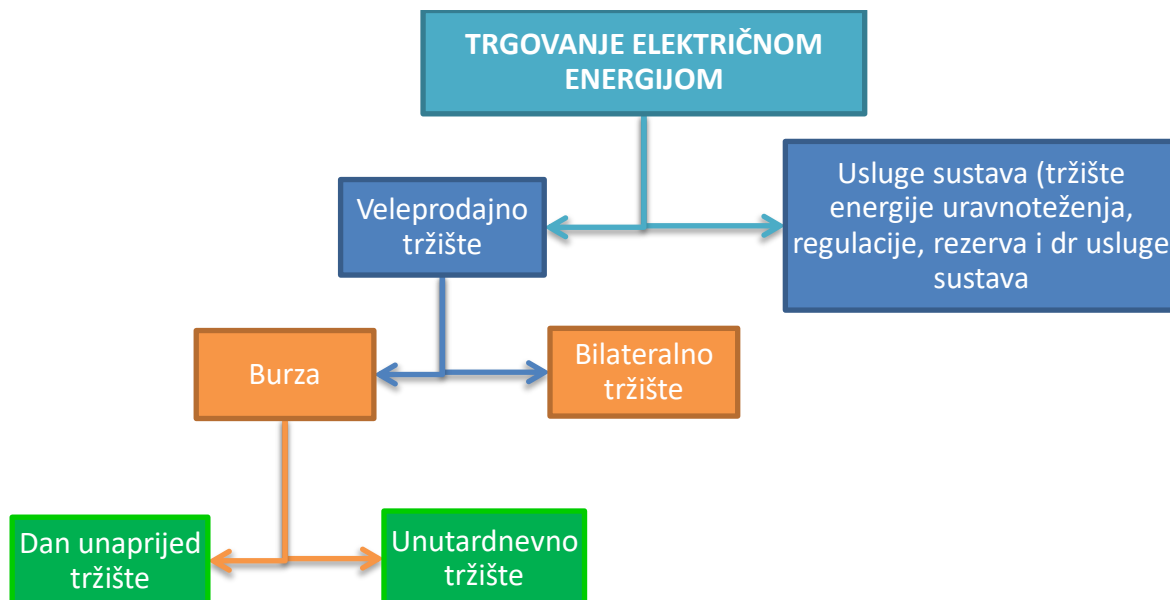 TRGOVANJE ELEKTRIČNOM
ENERGIJOM
Usluge sustava (tržište
energije uravnoteženja,
regulacije, rezerva i dr usluge
sustava
Veleprodajno
tržište
Burza
Bilateralno
tržište
Dan unaprijed
tržište
Unutardnevno
tržište